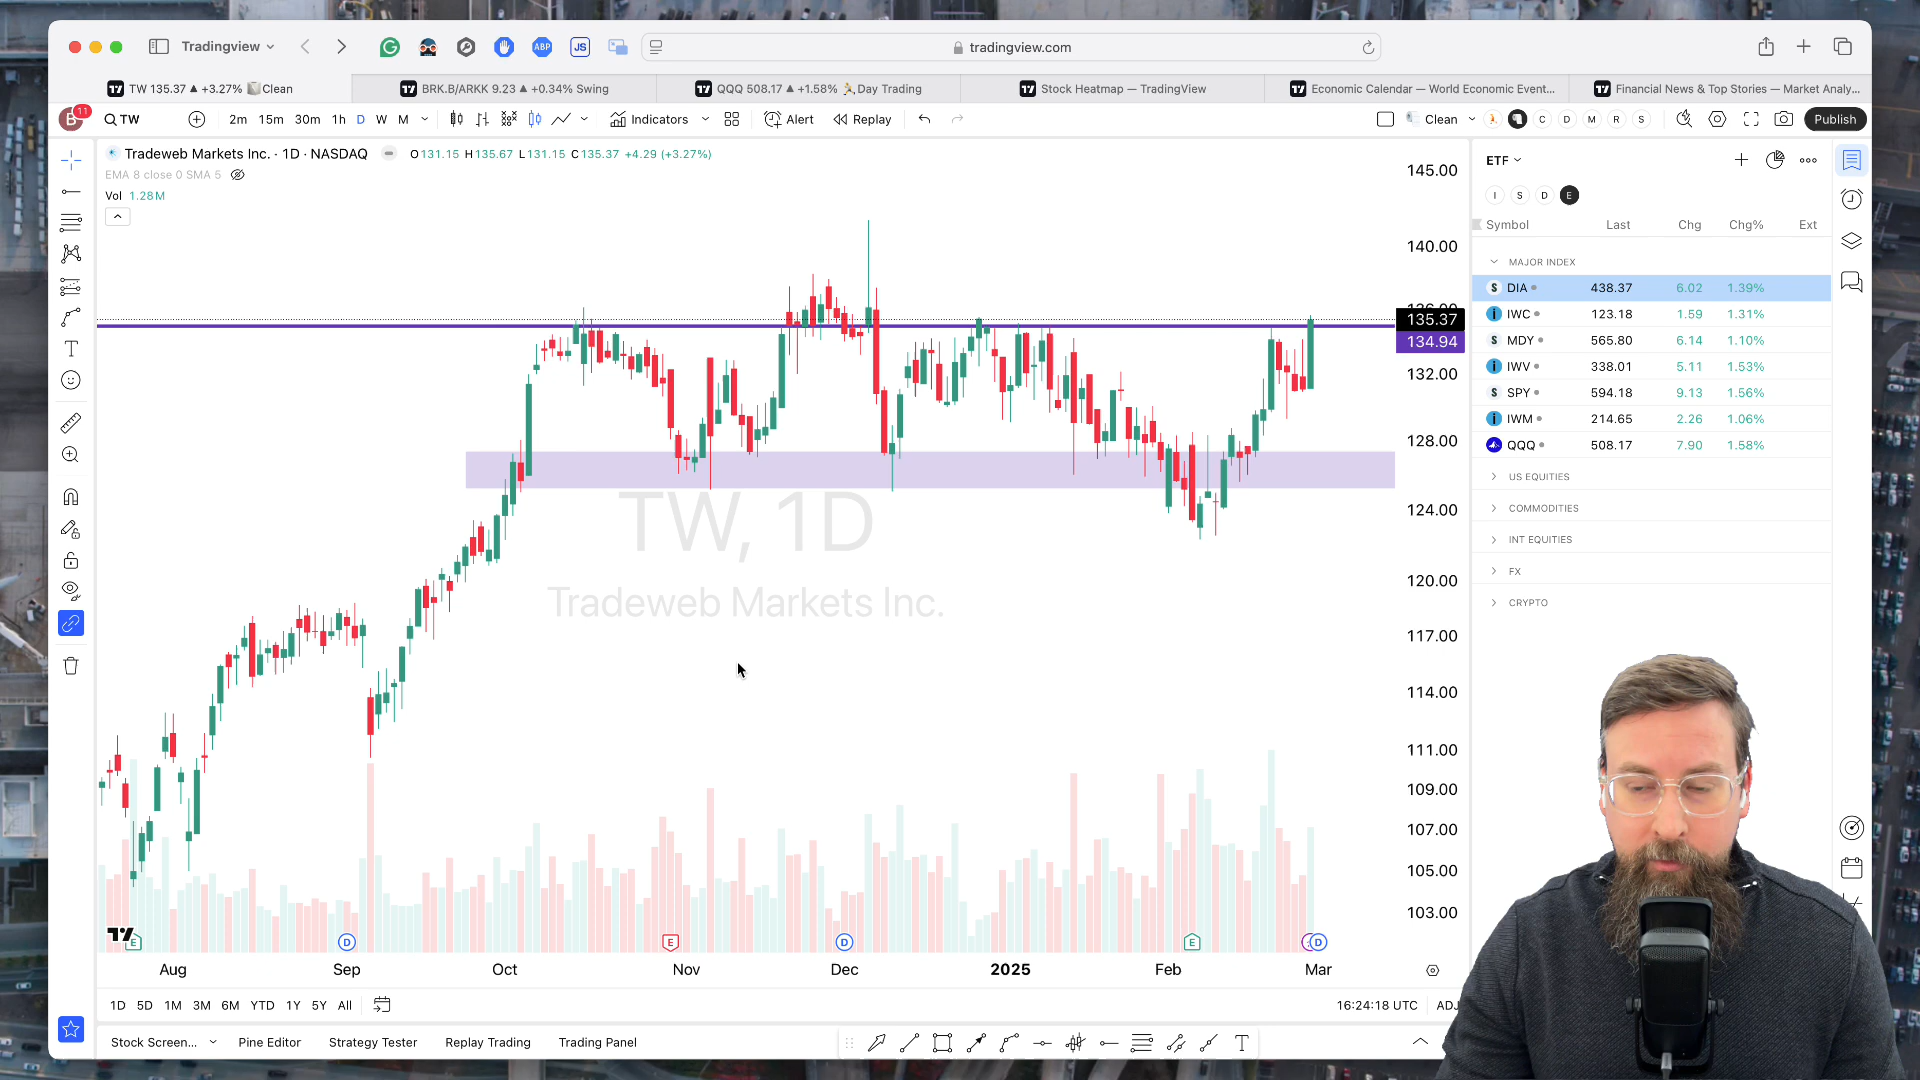 Tradingview
ABP
JS
tradingview.com
TW 135.37 ▲ +3.27% Clean
BRK.B/ARKK 9.23 ▲ +0.34% Swing
QQQ 508.17 ▲ +1.58% Day Trading
Stock Heatmap — TradingView
Economic Calendar — World Economic Event...
Financial News & Top Stories — Market Analy...
B 11 TW 2m 15m 30m 1h D W M Indicators Alert Replay Clean C D M R S Publish
Tradeweb Markets Inc. · 1D · NASDAQ O131.15 H135.67 L131.15 C135.37 +4.29 (+3.27%)
EMA 8 close 0 SMA 5
Vol 1.28M
145.00
140.00
135.37
134.94
132.00
128.00
124.00
120.00
117.00
114.00
111.00
109.00
107.00
105.00
103.00
TW, 1D
Tradeweb Markets Inc.
E D E D E D
Aug Sep Oct Nov Dec 2025 Feb Mar
1D 5D 1M 3M 6M YTD 1Y 5Y All 16:24:18 UTC ADJ
Stock Screen... Pine Editor Strategy Tester Replay Trading Trading Panel
ETF
I S D E
Symbol Last Chg Chg% Ext
MAJOR INDEX
DIA 438.37 6.02 1.39%
IWC 123.18 1.59 1.31%
MDY 565.80 6.14 1.10%
IWV 338.01 5.11 1.53%
SPY 594.18 9.13 1.56%
IWM 214.65 2.26 1.06%
QQQ 508.17 7.90 1.58%
US EQUITIES
COMMODITIES
INT EQUITIES
FX
CRYPTO